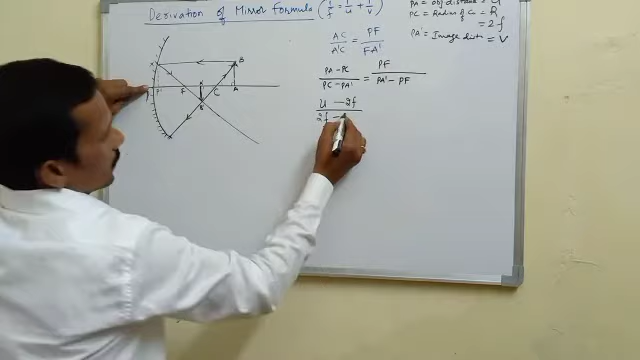 Derivation of Mirror Formula (1/f = 1/u + 1/v)
PA = obj distance = u
PC = Radius of C = R
= 2f
PA' = Image dist = V
AC/A'C = PF/FA'
PA - PC/PC - PA' = PF/PA' - PF
u - 2f
2f -
X
B
P
F
C
A